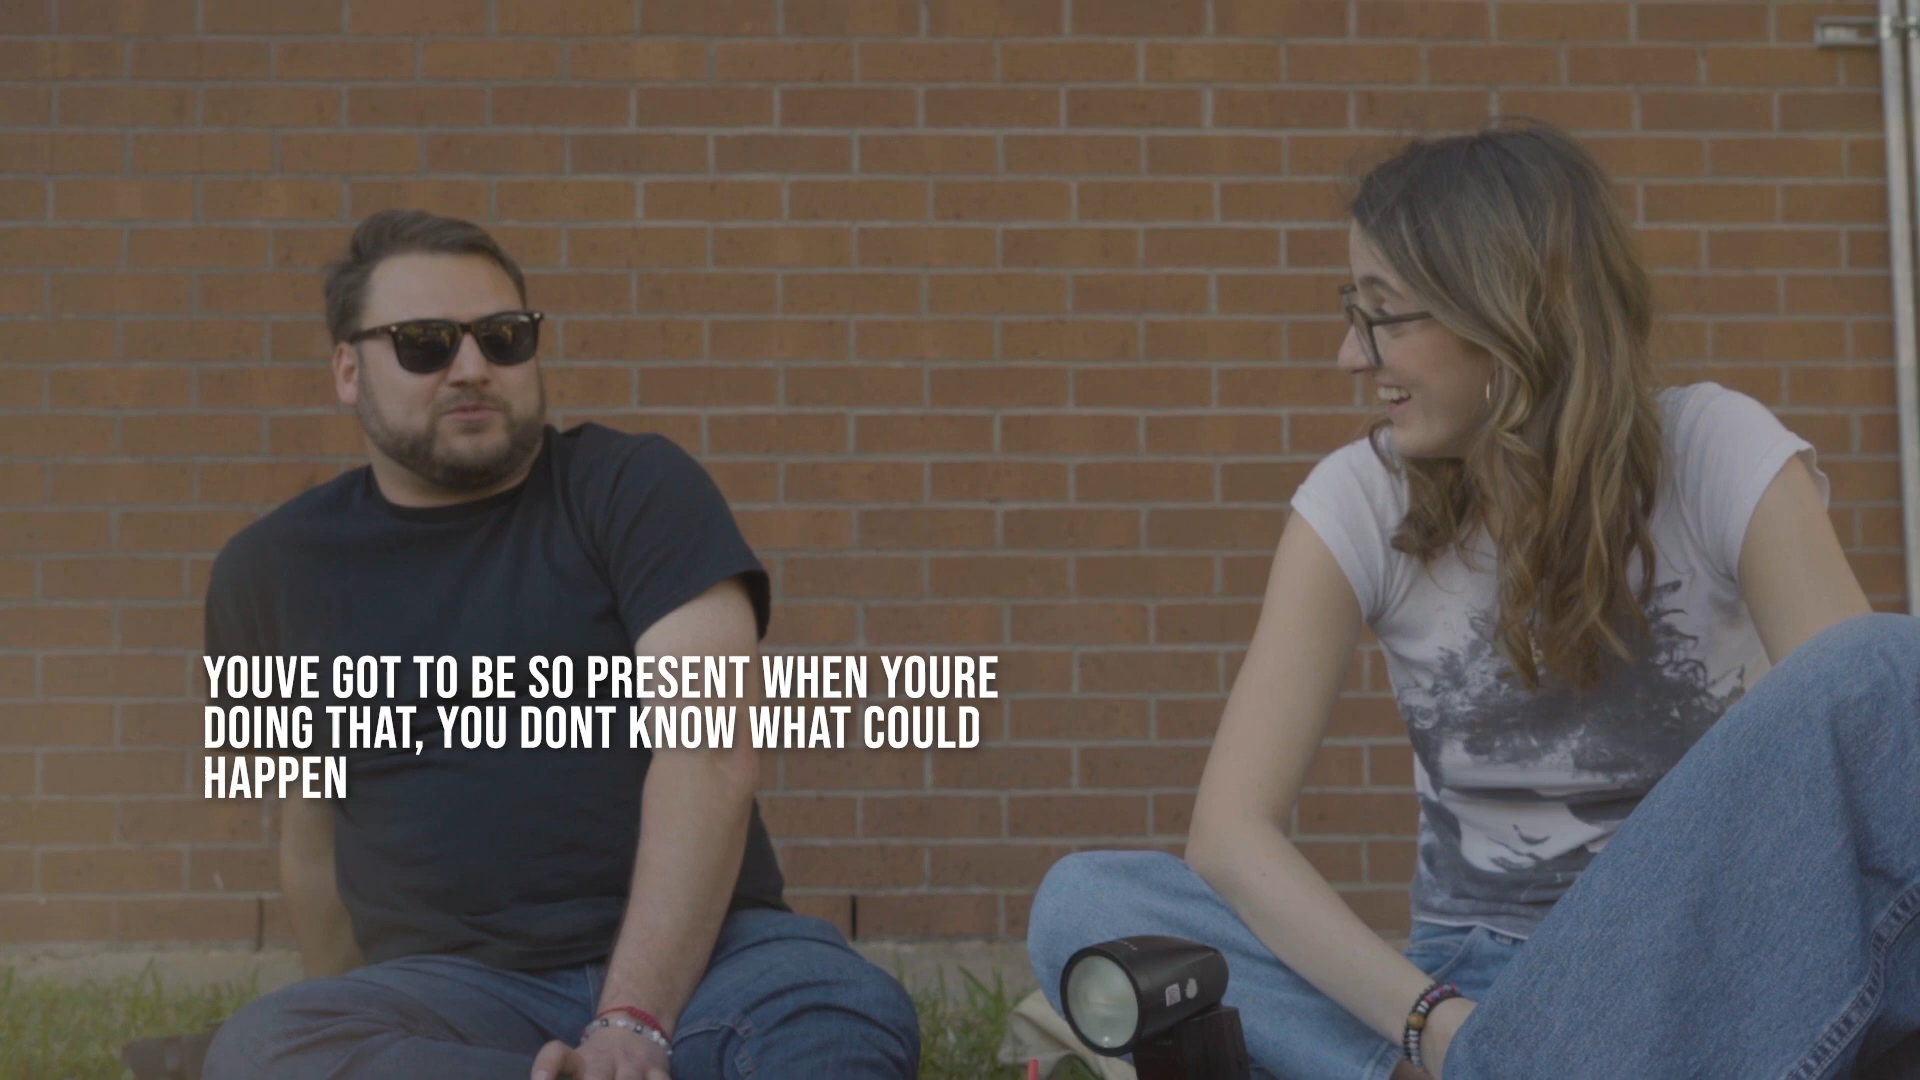 YOUVE GOT TO BE SO PRESENT WHEN YOURE
DOING THAT, YOU DONT KNOW WHAT COULD
HAPPEN